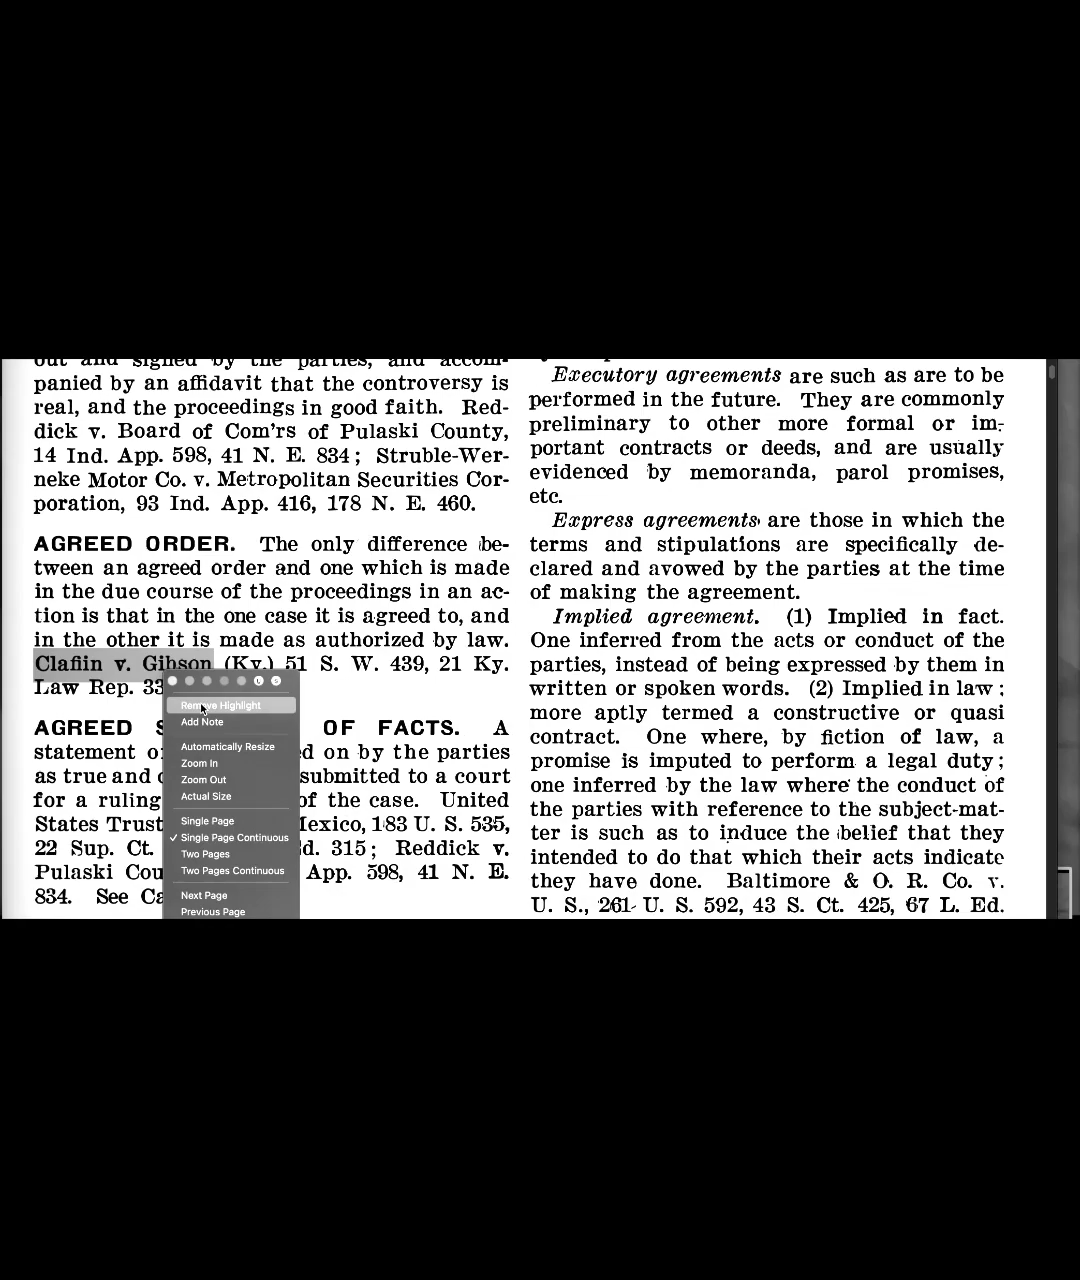 out and signed by the parties, and accom-
panied by an affidavit that the controversy is
real, and the proceedings in good faith. Red-
dick v. Board of Com'rs of Pulaski County,
14 Ind. App. 598, 41 N. E. 834; Struble-Wer-
neke Motor Co. v. Metropolitan Securities Cor-
poration, 93 Ind. App. 416, 178 N. E. 460.
AGREED ORDER. The only difference be-
tween an agreed order and one which is made
in the due course of the proceedings in an ac-
tion is that in the one case it is agreed to, and
in the other it is made as authorized by law.
Claflin v. Gibson (Ky.) 51 S. W. 439, 21 Ky.
Law Rep. 33
AGREED S OF FACTS. A
statement o d on by the parties
as true and c submitted to a court
for a ruling of the case. United
States Trust Mexico, 183 U. S. 535,
22 Sup. Ct. d. 315; Reddick v.
Pulaski Cou App. 598, 41 N. E.
834. See Ca
Remove Highlight
Add Note
Automatically Resize
Zoom In
Zoom Out
Actual Size
Single Page
✓ Single Page Continuous
Two Pages
Two Pages Continuous
Next Page
Previous Page
Executory agreements are such as are to be
performed in the future. They are commonly
preliminary to other more formal or im-
portant contracts or deeds, and are usually
evidenced by memoranda, parol promises,
etc.
Express agreements are those in which the
terms and stipulations are specifically de-
clared and avowed by the parties at the time
of making the agreement.
Implied agreement. (1) Implied in fact.
One inferred from the acts or conduct of the
parties, instead of being expressed by them in
written or spoken words. (2) Implied in law;
more aptly termed a constructive or quasi
contract. One where, by fiction of law, a
promise is imputed to perform a legal duty;
one inferred by the law where the conduct of
the parties with reference to the subject-mat-
ter is such as to induce the belief that they
intended to do that which their acts indicate
they have done. Baltimore & O. R. Co. v.
U. S., 261 U. S. 592, 43 S. Ct. 425, 67 L. Ed.